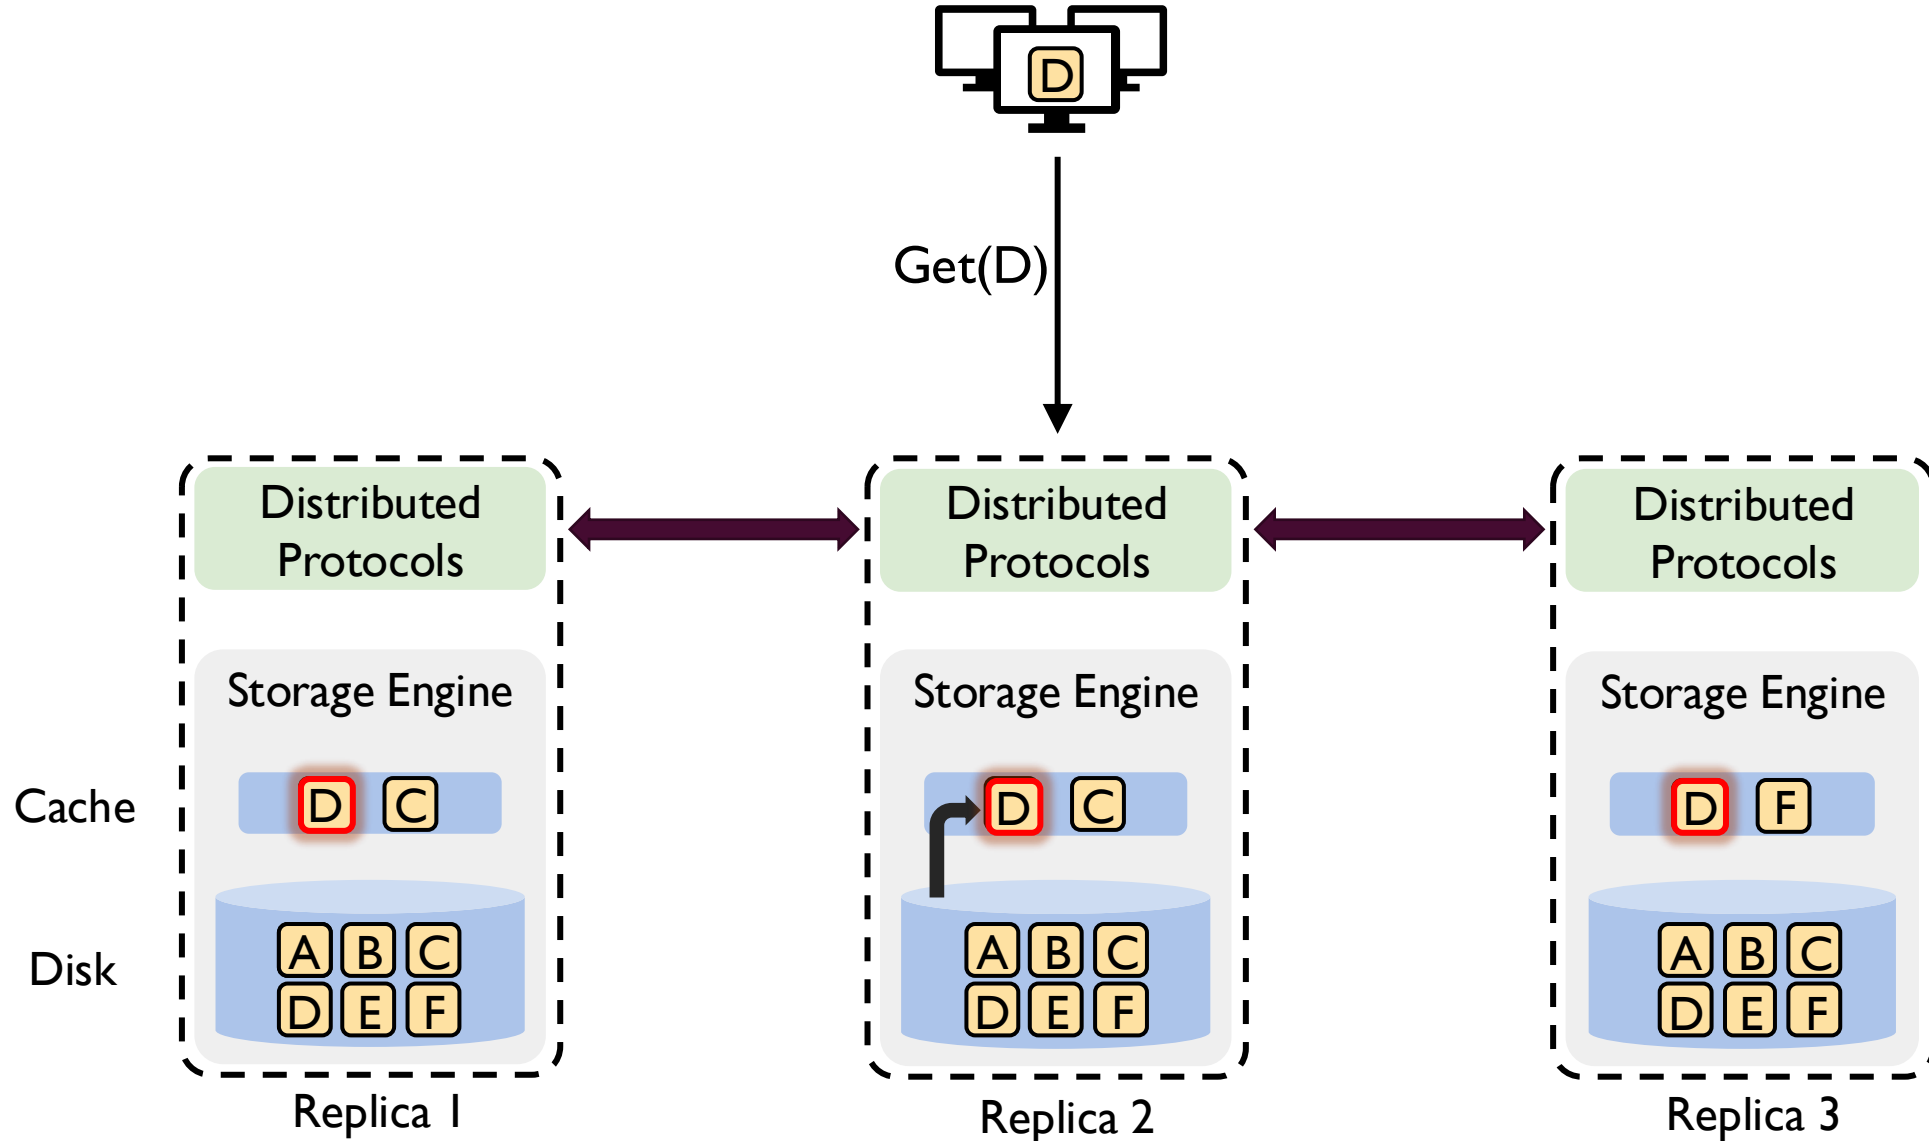 D
Get(D)
Distributed
Protocols
Distributed
Protocols
Distributed
Protocols
Storage Engine
Storage Engine
Storage Engine
Cache
D C
D C
D F
Disk
A B C
D E F
A B C
D E F
A B C
D E F
Replica 1
Replica 2
Replica 3